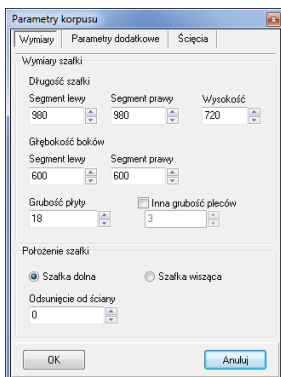 Parametry korpusu
Wymiary Parametry dodatkowe Ścięcia
Wymiary szafki
Długość szafki
Segment lewy Segment prawy Wysokość
980 980 720
Głębokość boków
Segment lewy Segment prawy
600 600
Grubość płyty Inna grubość pleców
18 3
Położenie szafki
Szafka dolna Szafka wisząca
Odsunięcie od ściany
0
OK Anuluj